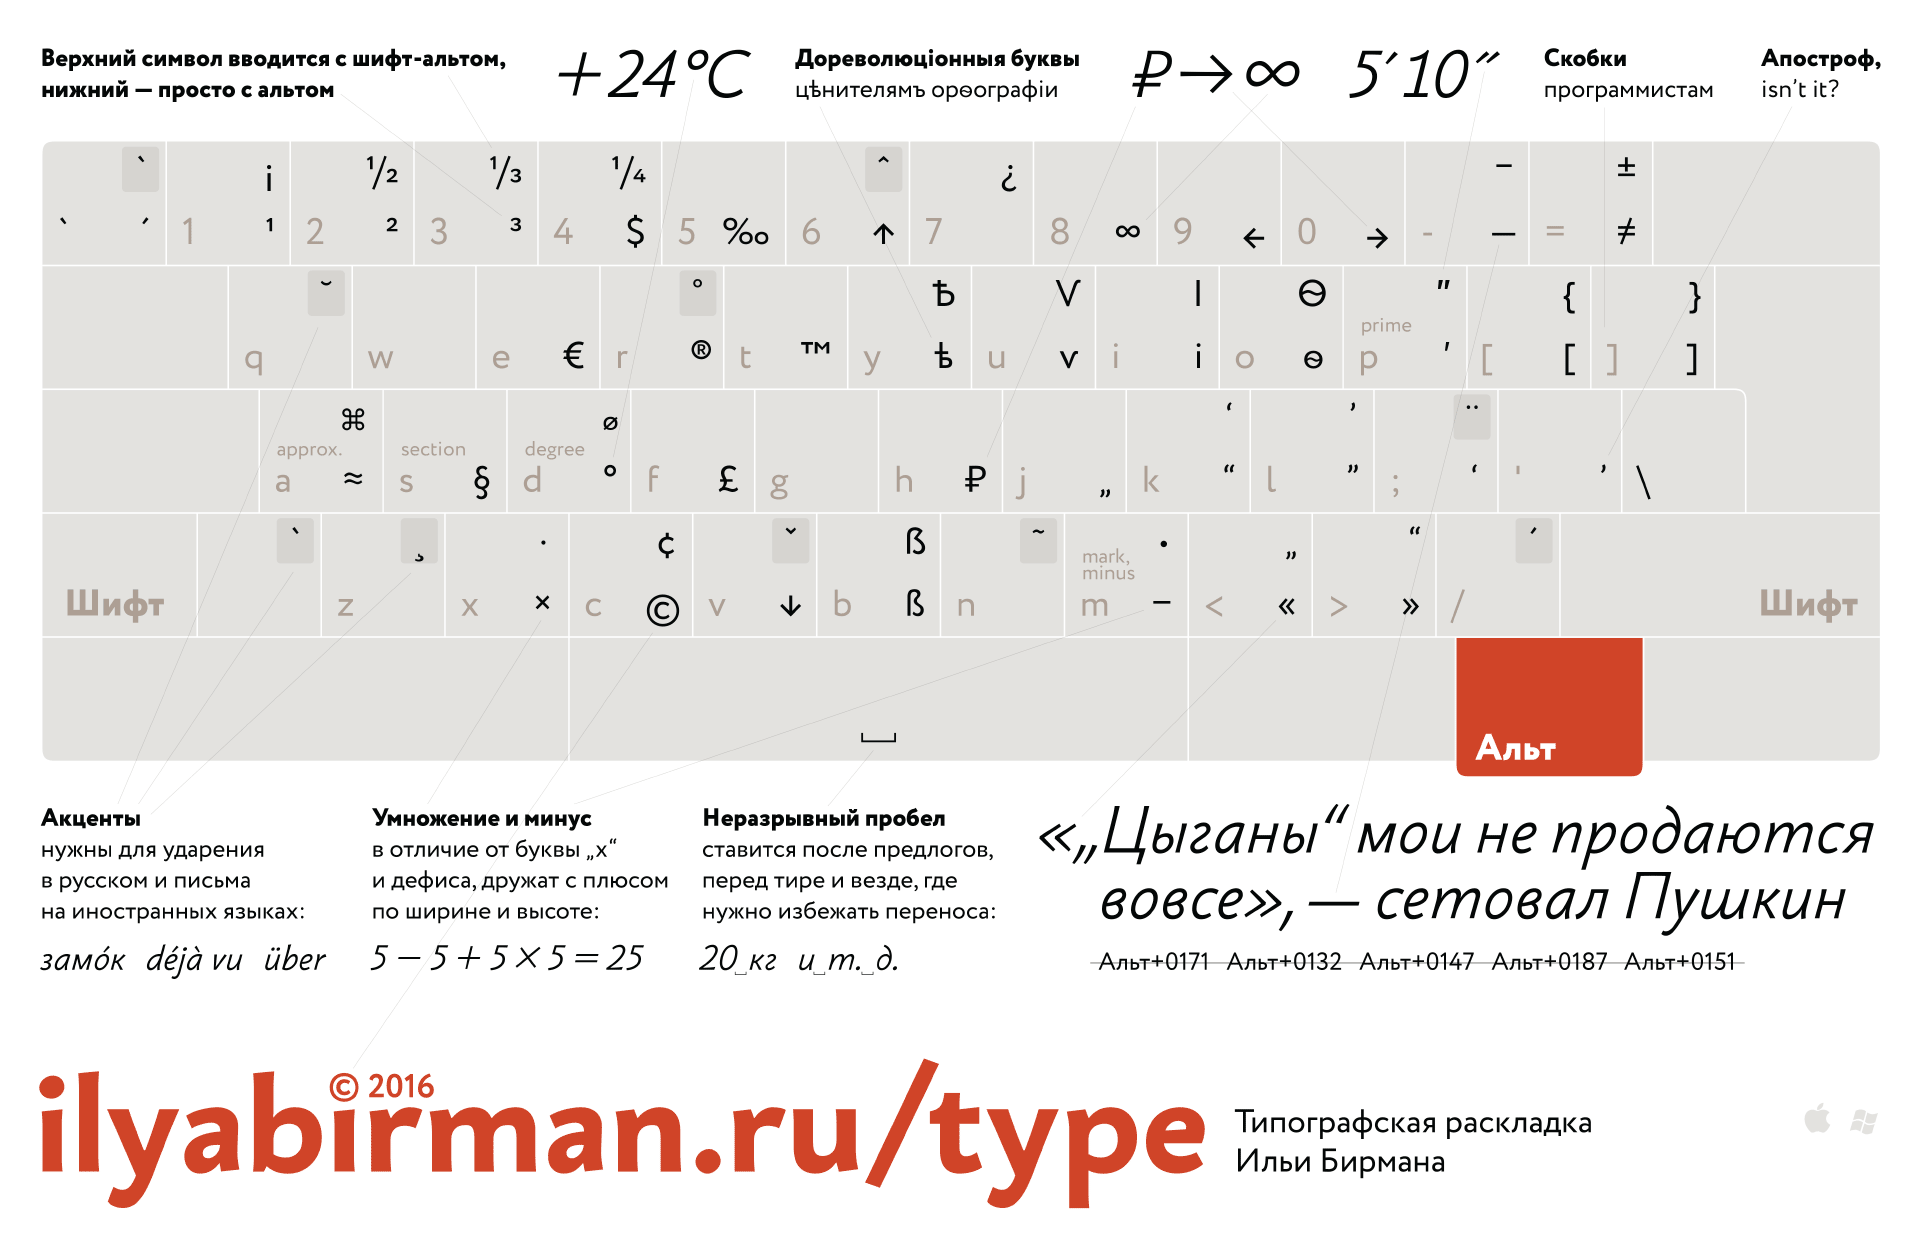 Верхний символ вводится с шифт-альтом,
нижний — просто с альтом
+24 °C
Дореволюціонныя буквы
цѣнителямъ орѳографіи
₽→∞
5′ 10″
Скобки
программистам
Апостроф,
isn’t it?
` ¡ ½ ⅓ ¼ ˆ ¿ – ±
` ´ 1 ¹ 2 ² 3 ³ 4 $ 5 ‰ 6 ↑ 7 8 ∞ 9 ← 0 → - — = ≠
˘ ˚ Ѣ Ѵ І Ѳ ″ { }
prime
q w e € r ® t ™ y ѣ u ѵ i і o ѳ p ′ [ [ ] ]
⌘ ⌀ ‘ ’ ¨
approx. section degree
a ≈ s § d ° f £ g h ₽ j „ k “ l ” ; ‘ ' ’ \
` ¸ · ¢ ˇ ẞ ˜ • „ “ ´
mark,
minus
Шифт z x × c © v ↓ b ß n m − < « > » / Шифт
␣
Альт
Акценты
нужны для ударения
в русском и письма
на иностранных языках:
замо́к déjà vu über
Умножение и минус
в отличие от буквы „х“
и дефиса, дружат с плюсом
по ширине и высоте:
5 − 5 + 5 × 5 = 25
Неразрывный пробел
ставится после предлогов,
перед тире и везде, где
нужно избежать переноса:
20␣кг и␣т.␣д.
«„Цыганы“ мои не продаются
вовсе», — сетовал Пушкин
Альт+0171 Альт+0132 Альт+0147 Альт+0187 Альт+0151
© 2016
ilyabirman.ru/type
Типографская раскладка
Ильи Бирмана